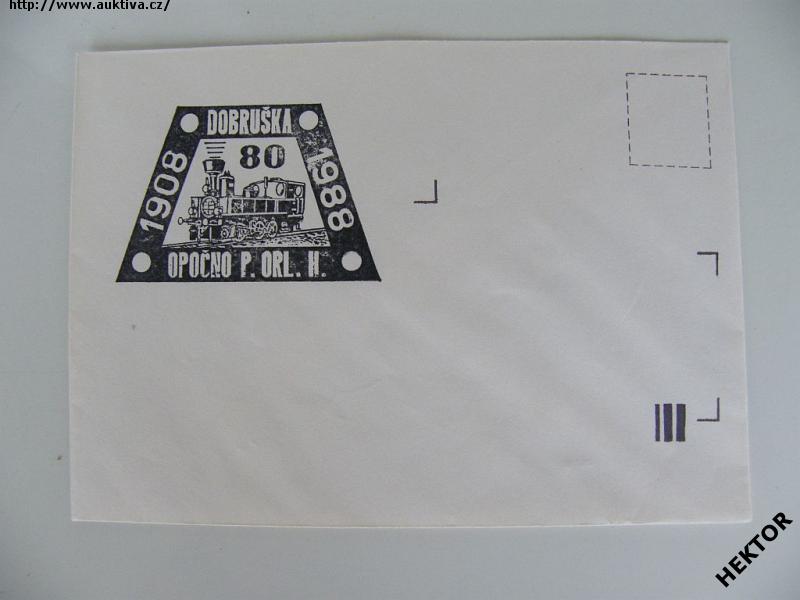 http://www.auktiva.cz/
DOBRUŠKA
80
1908
1988
OPOČNO P. ORL. H.
HEKTOR